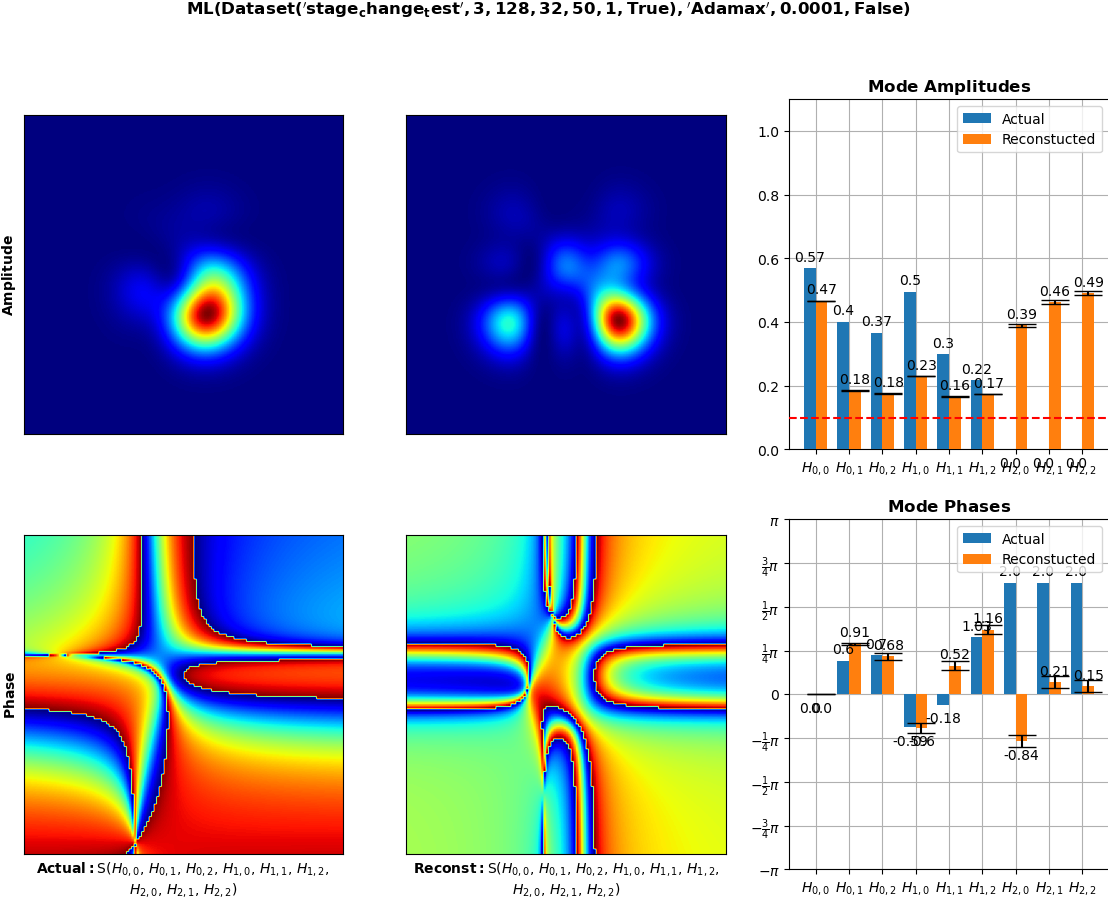 ML(Dataset('stage_change_test', 3, 128, 32, 50, 1, True), 'Adamax', 0.0001, False)
Amplitude
Mode Amplitudes
Actual
Reconstucted
1.0
0.8
0.6
0.4
0.2
0.0
0.57
0.47
0.4
0.18
0.37
0.18
0.5
0.23
0.3
0.16
0.22
0.17
0.39
0.46
0.49
0.0
0.0
0.0
H0,0 H0,1 H0,2 H1,0 H1,1 H1,2 H2,0 H2,1 H2,2
Phase
Mode Phases
Actual
Reconstucted
π
3/4π
1/2π
1/4π
0
−1/4π
−1/2π
−3/4π
−π
0.0
0.6
0.91
0.68
-0.59
-0.6
-0.18
0.52
1.16
2.0
2.0
2.0
-0.84
0.21
0.15
H0,0 H0,1 H0,2 H1,0 H1,1 H1,2 H2,0 H2,1 H2,2
Actual: S(H0,0, H0,1, H0,2, H1,0, H1,1, H1,2,
H2,0, H2,1, H2,2)
Reconst: S(H0,0, H0,1, H0,2, H1,0, H1,1, H1,2,
H2,0, H2,1, H2,2)